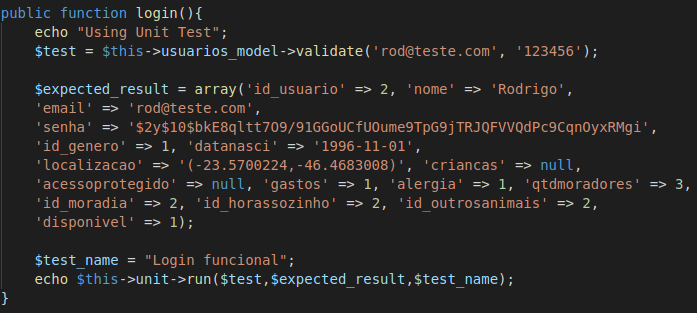 public function login(){
echo "Using Unit Test";
$test = $this->usuarios_model->validate('rod@teste.com', '123456');
$expected_result = array('id_usuario' => 2, 'nome' => 'Rodrigo',
'email' => 'rod@teste.com',
'senha' => '$2y$10$bkE8qltt7O9/91GGoUCfUOume9TpG9jTRJQFVVQdPc9CqnOyxRMgi',
'id_genero' => 1, 'datanasci' => '1996-11-01',
'localizacao' => '(-23.5700224,-46.4683008)', 'criancas' => null,
'acessoprotegido' => null, 'gastos' => 1, 'alergia' => 1, 'qtdmoradores' => 3,
'id_moradia' => 2, 'id_horassozinho' => 2, 'id_outrosanimais' => 2,
'disponivel' => 1);
$test_name = "Login funcional";
echo $this->unit->run($test,$expected_result,$test_name);
}